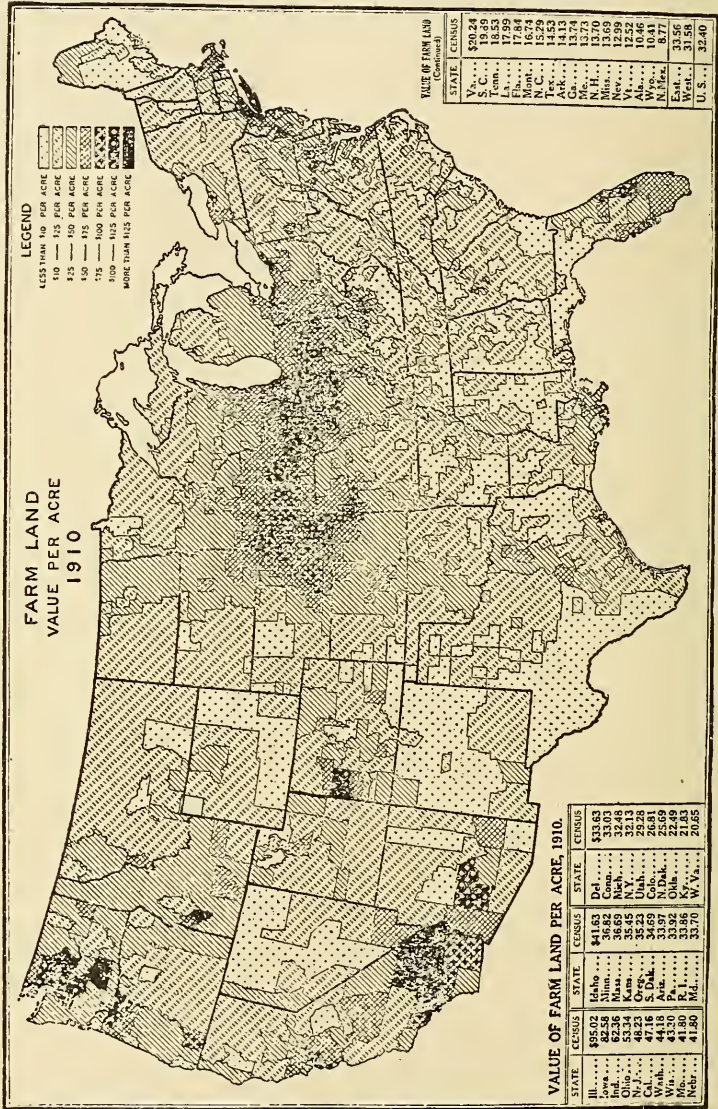 FARM LAND
VALUE PER ACRE
1910
LEGEND
LESS THAN $10 PER ACRE
$10 —— $25 PER ACRE
$25 —— $50 PER ACRE
$50 —— $75 PER ACRE
$75 —— $100 PER ACRE
$100 —— $125 PER ACRE
MORE THAN $125 PER ACRE
VALUE OF FARM LAND PER ACRE, 1910.
STATE CENSUS STATE CENSUS STATE CENSUS
Ill. $95.02 Idaho $41.63 Del. $33.63
Iowa 82.58 Minn. 36.82 Conn. 33.03
Ind. 62.36 Mass. 36.69 Mich. 32.48
Ohio 53.34 Kans. 35.45 N.Y. 32.13
N.J. 48.23 Oreg. 35.23 Utah 29.28
Cal. 47.16 S. Dak. 34.69 Colo. 26.81
Wash. 44.18 Ariz. 33.97 N.Dak. 25.69
Wis. Pa. 33.92 Okla. 22.49
Mo. 41.80 R.I. 33.86 Ky. 21.83
Nebr. 41.80 Md. 33.70 W. Va. 20.65
VALUE OF FARM LAND
(Continued)
STATE CENSUS
Va. $20.24
S. C. 19.89
Tenn. 18.53
La. 17.99
Fla. 17.84
Mont. 16.74
N.C. 15.29
Tex. 14.53
Ark. 14.13
Ga. 13.74
Me. 13.73
N.H. 13.70
Miss. 13.69
Nev. 12.99
Vt. 12.52
Ala. 10.46
Wyo. 10.41
N.Mex. 8.77
East 33.56
West 31.58
U. S. 32.40